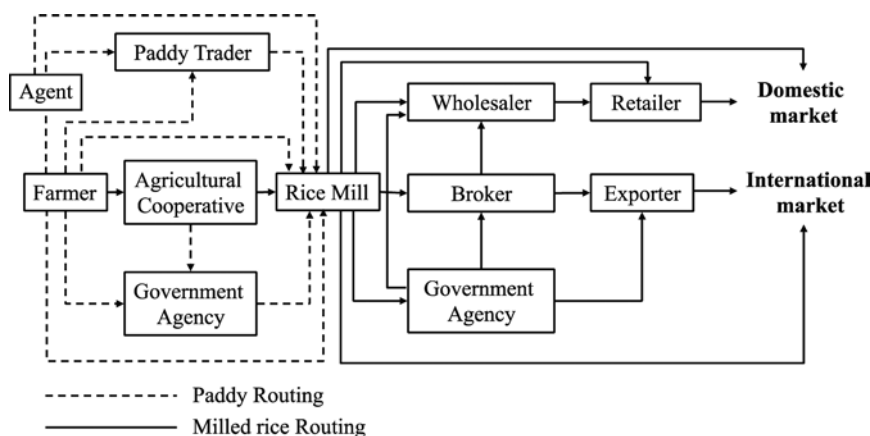 Paddy Trader
Agent
Wholesaler
Retailer
Domestic
market
Farmer
Agricultural
Cooperative
Rice Mill
Broker
Exporter
International
market
Government
Agency
Government
Agency
Paddy Routing
Milled rice Routing